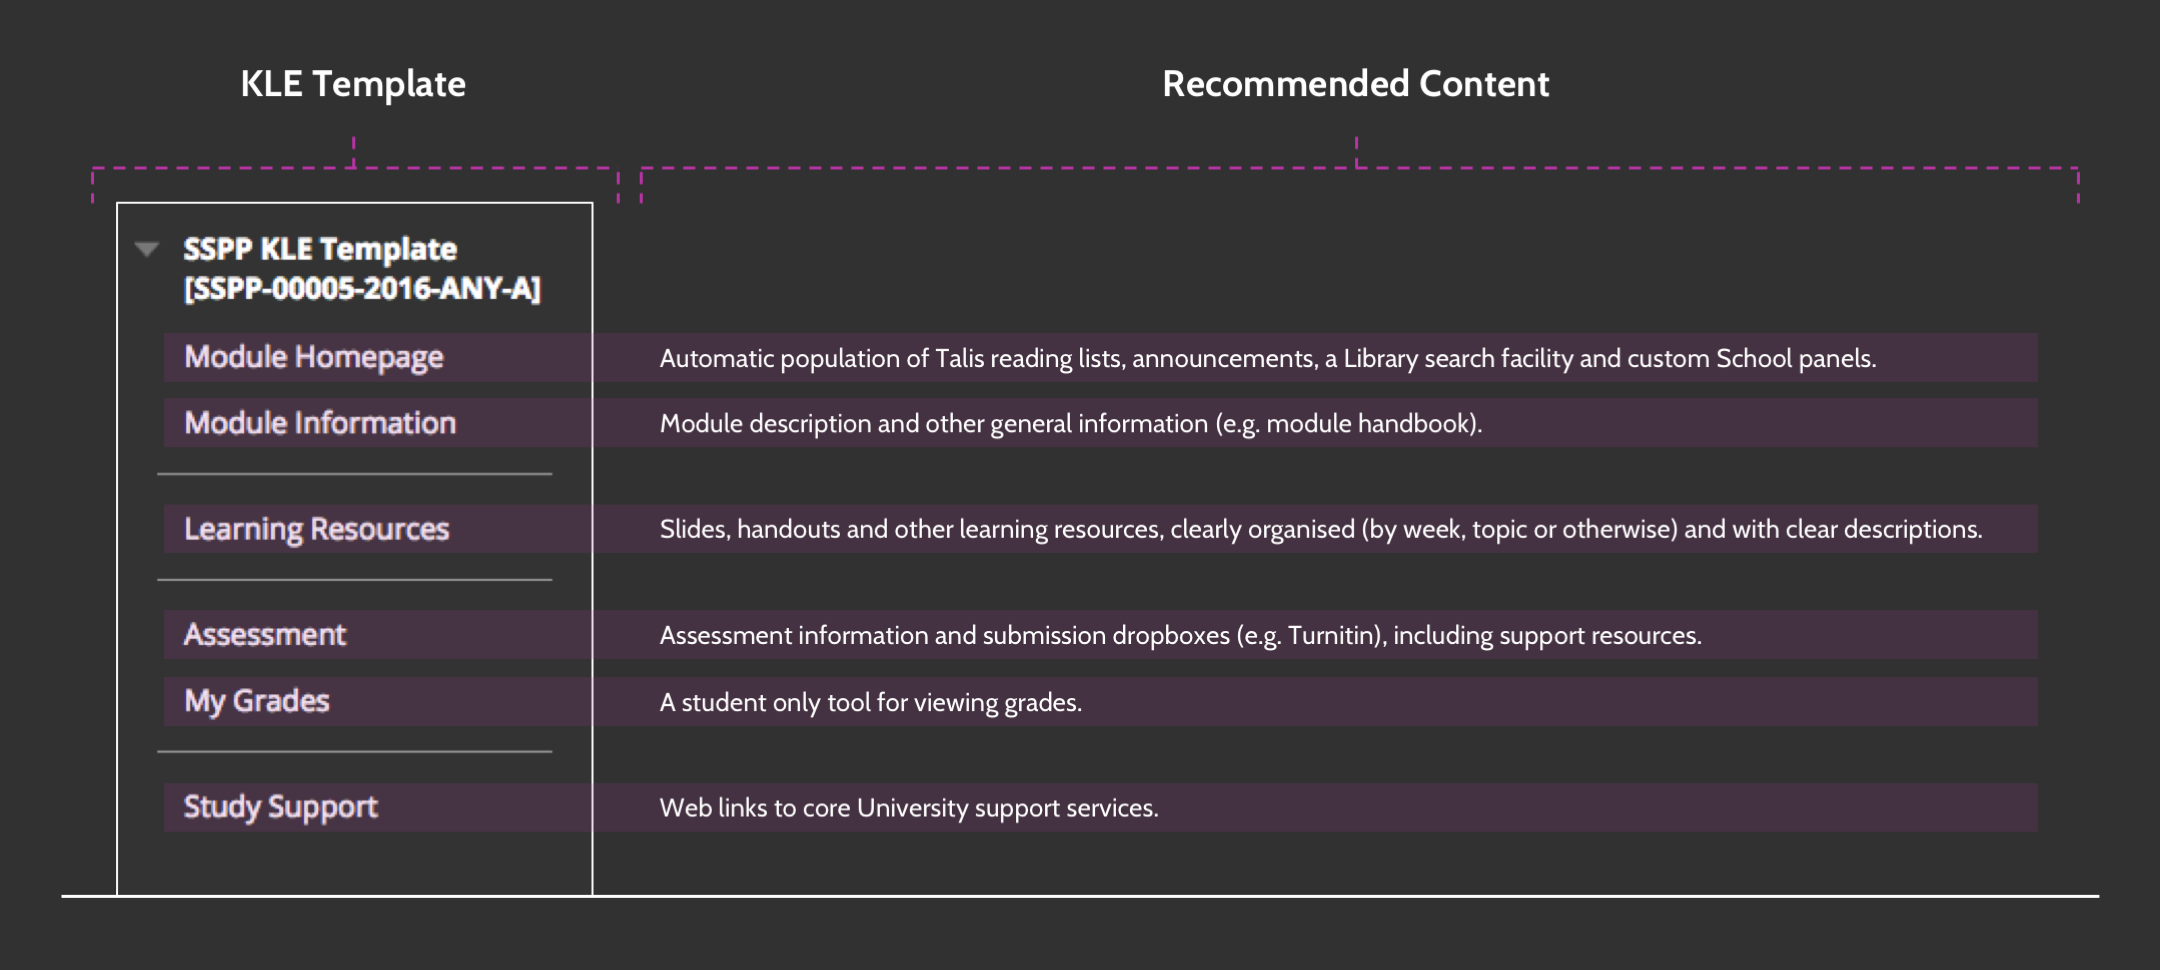 KLE Template
Recommended Content
SSPP KLE Template
[SSPP-00005-2016-ANY-A]
Module Homepage
Automatic population of Talis reading lists, announcements, a Library search facility and custom School panels.
Module Information
Module description and other general information (e.g. module handbook).
Learning Resources
Slides, handouts and other learning resources, clearly organised (by week, topic or otherwise) and with clear descriptions.
Assessment
Assessment information and submission dropboxes (e.g. Turnitin), including support resources.
My Grades
A student only tool for viewing grades.
Study Support
Web links to core University support services.